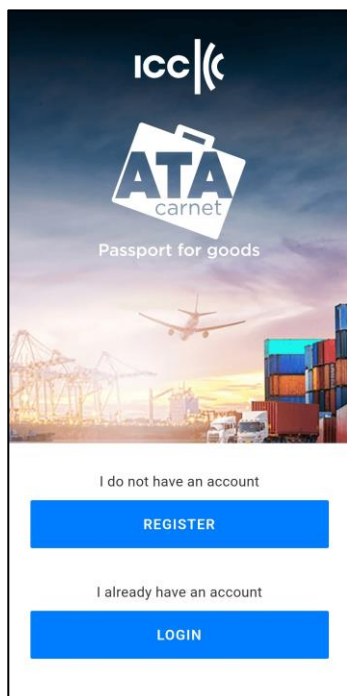 ICC
ATA
carnet
Passport for goods
I do not have an account
REGISTER
I already have an account
LOGIN